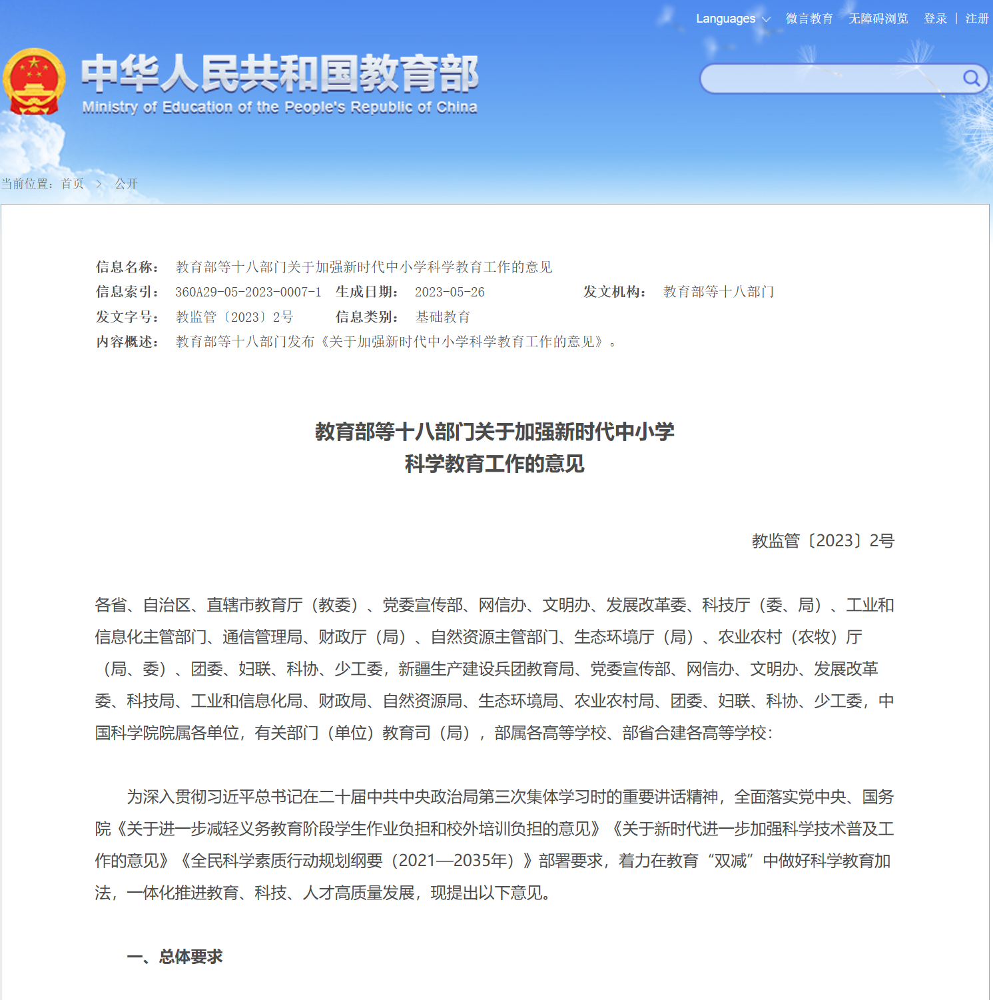 Languages 微言教育 无障碍浏览 登录 | 注册
中华人民共和国教育部
Ministry of Education of the People's Republic of China
当前位置：首页 > 公开
信息名称： 教育部等十八部门关于加强新时代中小学科学教育工作的意见
信息索引： 360A29-05-2023-0007-1 生成日期： 2023-05-26 发文机构： 教育部等十八部门
发文字号： 教监管〔2023〕2号 信息类别： 基础教育
内容概述： 教育部等十八部门发布《关于加强新时代中小学科学教育工作的意见》。
教育部等十八部门关于加强新时代中小学
科学教育工作的意见
教监管〔2023〕2号
各省、自治区、直辖市教育厅（教委）、党委宣传部、网信办、文明办、发展改革委、科技厅（委、局）、工业和
信息化主管部门、通信管理局、财政厅（局）、自然资源主管部门、生态环境厅（局）、农业农村（农牧）厅
（局、委）、团委、妇联、科协、少工委，新疆生产建设兵团教育局、党委宣传部、网信办、文明办、发展改革
委、科技局、工业和信息化局、财政局、自然资源局、生态环境局、农业农村局、团委、妇联、科协、少工委，中
国科学院院属各单位，有关部门（单位）教育司（局），部属各高等学校、部省合建各高等学校：
为深入贯彻习近平总书记在二十届中共中央政治局第三次集体学习时的重要讲话精神，全面落实党中央、国务
院《关于进一步减轻义务教育阶段学生作业负担和校外培训负担的意见》《关于新时代进一步加强科学技术普及工
作的意见》《全民科学素质行动规划纲要（2021—2035年）》部署要求，着力在教育“双减”中做好科学教育加
法，一体化推进教育、科技、人才高质量发展，现提出以下意见。
一、总体要求